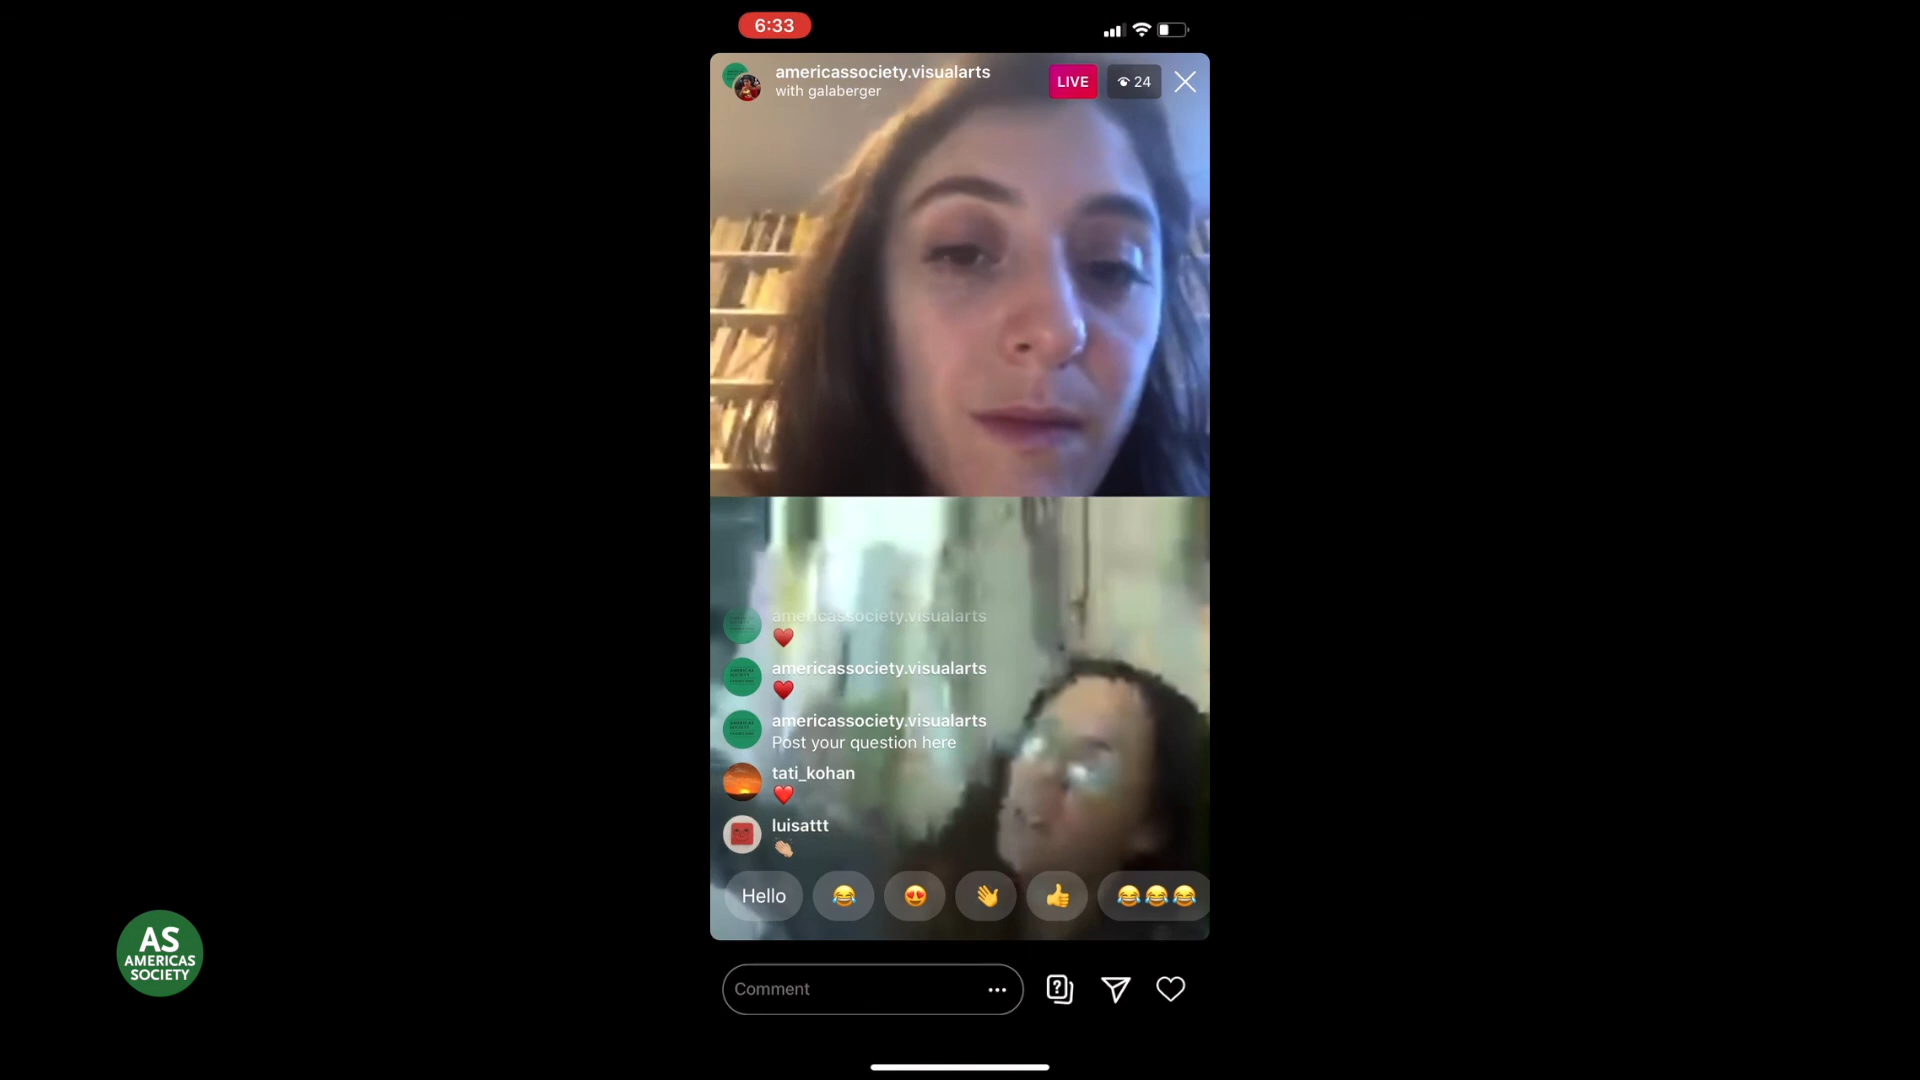 6:33
americassociety.visualarts
with galaberger
LIVE
24
americassociety.visualarts
americassociety.visualarts
americassociety.visualarts
Post your question here
tati_kohan
luisattt
Hello
Comment
AS
AMERICAS
SOCIETY